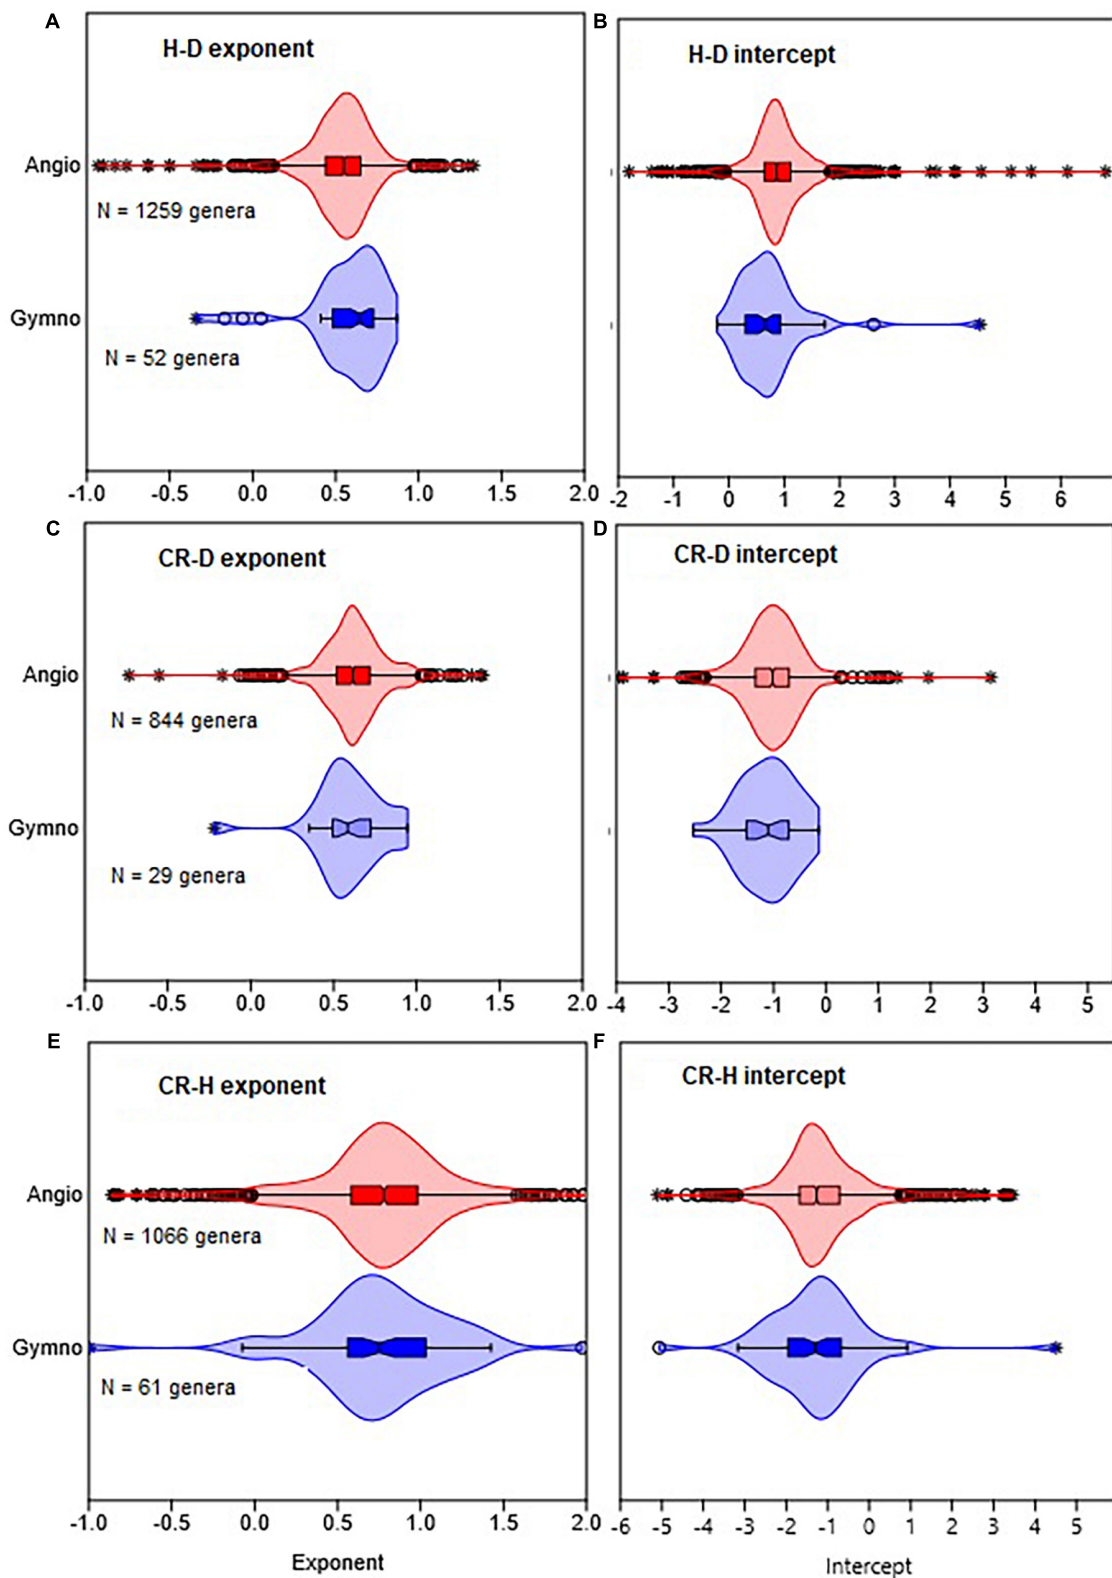 A
H-D exponent
Angio
N = 1259 genera
Gymno
N = 52 genera
-1.0 -0.5 0.0 0.5 1.0 1.5 2.0
B
H-D intercept
-2 -1 0 1 2 3 4 5 6
C
CR-D exponent
Angio
N = 844 genera
Gymno
N = 29 genera
-1.0 -0.5 0.0 0.5 1.0 1.5 2.0
D
CR-D intercept
-4 -3 -2 -1 0 1 2 3 4 5
E
CR-H exponent
Angio
N = 1066 genera
Gymno
N = 61 genera
-1.0 -0.5 0.0 0.5 1.0 1.5 2.0
Exponent
F
CR-H intercept
-6 -5 -4 -3 -2 -1 0 1 2 3 4 5
Intercept